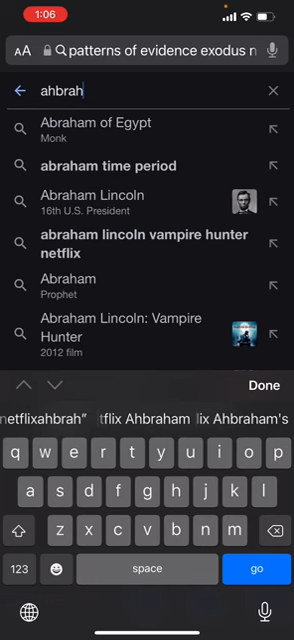 1:06
AA patterns of evidence exodus n
ahbrah
Abraham of Egypt
Monk
abraham time period
Abraham Lincoln
16th U.S. President
abraham lincoln vampire hunter
netflix
Abraham
Prophet
Abraham Lincoln: Vampire
Hunter
2012 film
Done
netflixahbrah" tflix Ahbraham lix Ahbraham's
q w e r t y u i o p
a s d f g h j k l
z x c v b n m
123 space go